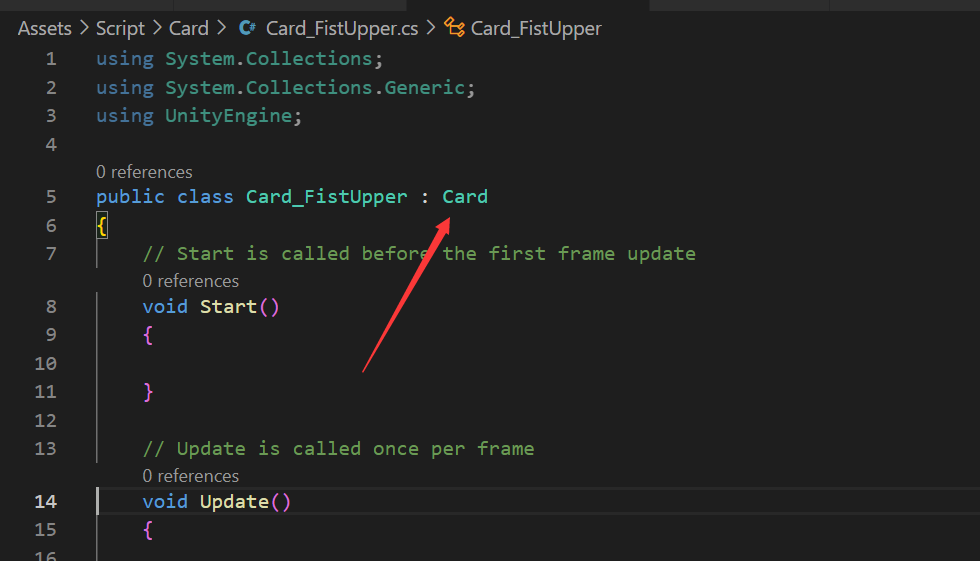 Assets > Script > Card > C# Card_FistUpper.cs > Card_FistUpper
1 using System.Collections;
2 using System.Collections.Generic;
3 using UnityEngine;
4
0 references
5 public class Card_FistUpper : Card
6 {
7 // Start is called before the first frame update
0 references
8 void Start()
9 {
10
11 }
12
13 // Update is called once per frame
0 references
14 void Update()
15 {
16